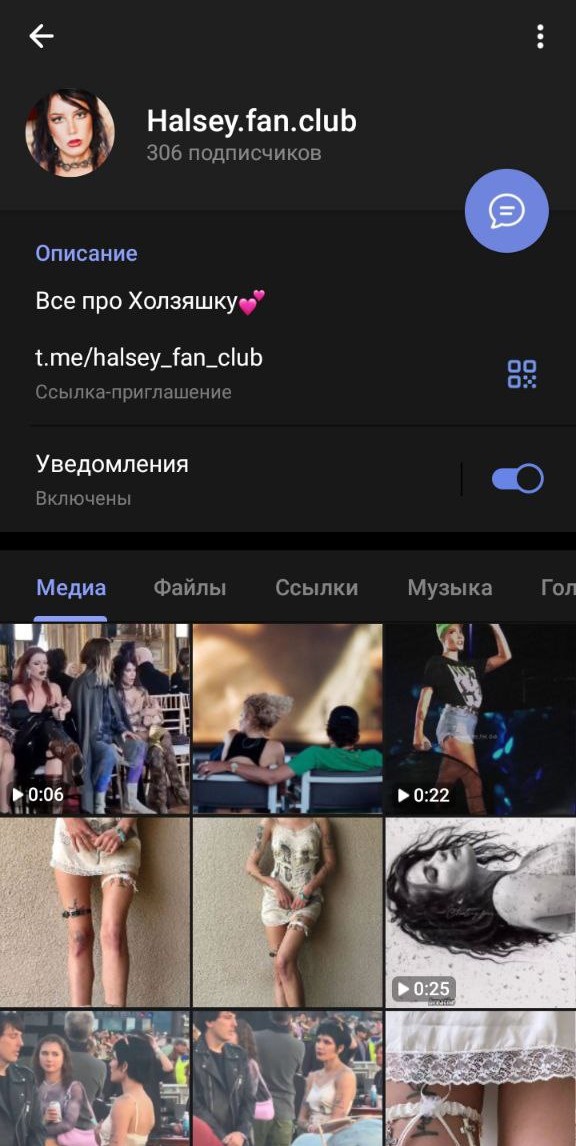 Halsey.fan.club
306 подписчиков
Описание
Все про Холзяшку💕
t.me/halsey_fan_club
Ссылка-приглашение
Уведомления
Включены
Медиа Файлы Ссылки Музыка Гол
0:06
0:22
0:25